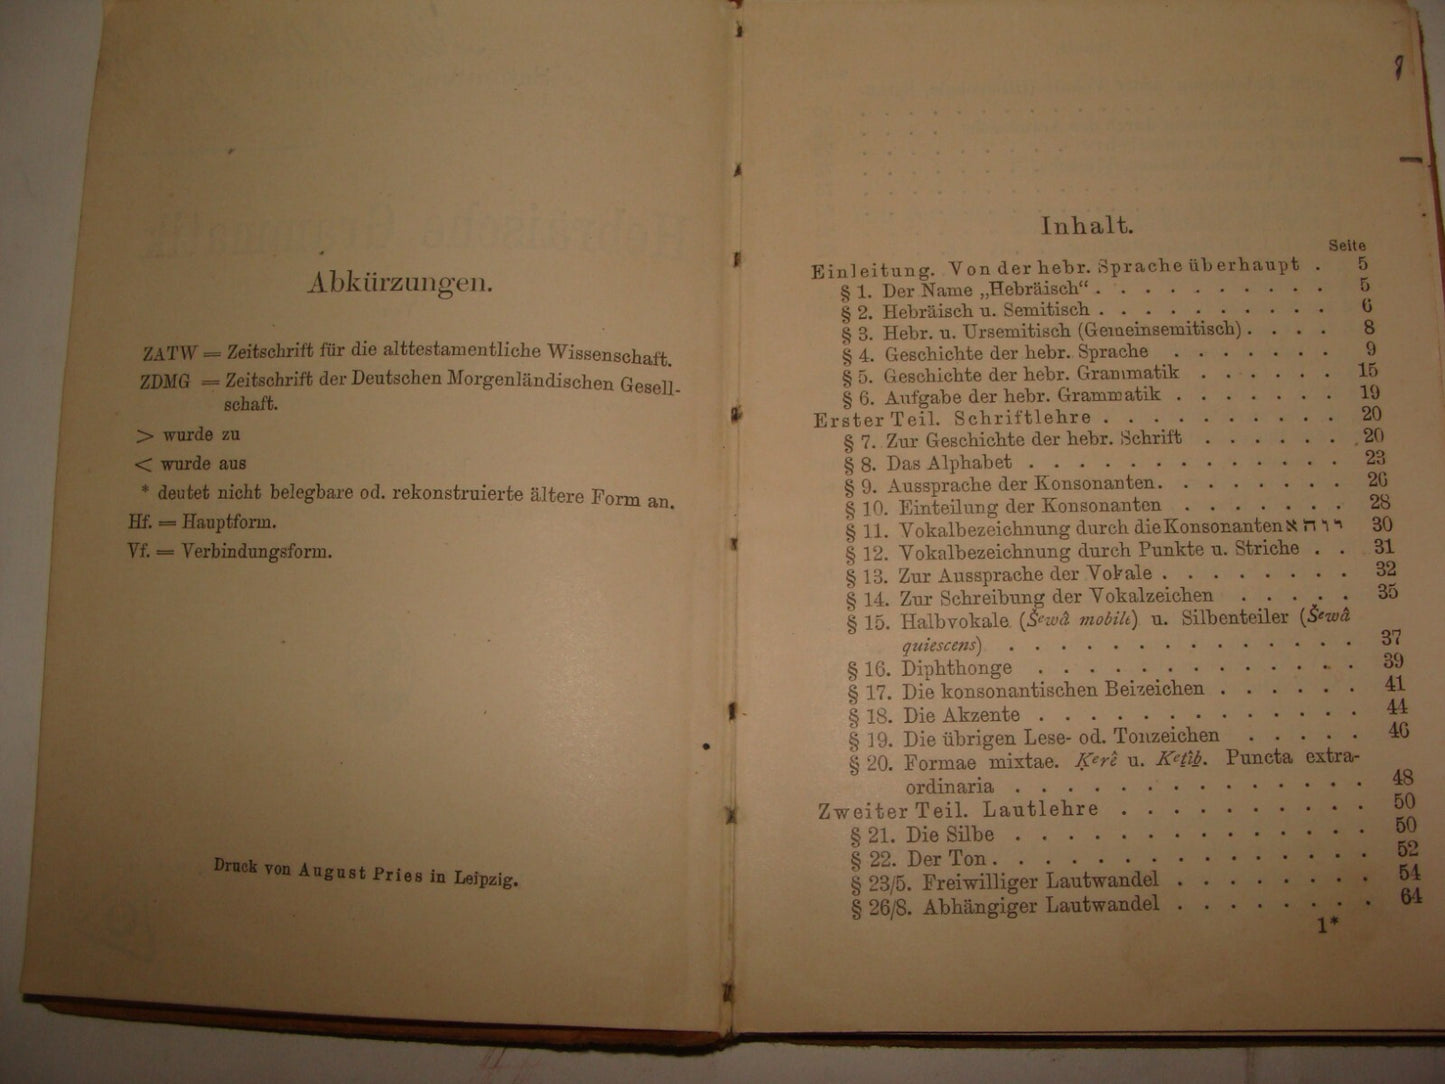 Abkürzungen.
ZATW = Zeitschrift für die alttestamentliche Wissenschaft.
ZDMG = Zeitschrift der Deutschen Morgenländischen Gesell-
schaft.
> wurde zu
< wurde aus
* deutet nicht belegbare od. rekonstruierte ältere Form an.
Hf. = Hauptform.
Vf. = Verbindungsform.
Druck von August Pries in Leipzig.
Inhalt.
Seite
Einleitung. Von der hebr. Sprache überhaupt . 5
§ 1. Der Name „Hebräisch“ . . . . . . . . . . 5
§ 2. Hebräisch u. Semitisch . . . . . . . . . . 6
§ 3. Hebr. u. Ursemitisch (Gemeinsemitisch) . . . . 8
§ 4. Geschichte der hebr. Sprache . . . . . . . 9
§ 5. Geschichte der hebr. Grammatik . . . . . . 15
§ 6. Aufgabe der hebr. Grammatik . . . . . . . 19
Erster Teil. Schriftlehre . . . . . . . . . . 20
§ 7. Zur Geschichte der hebr. Schrift . . . . . . 20
§ 8. Das Alphabet . . . . . . . . . . . . . 23
§ 9. Aussprache der Konsonanten . . . . . . . . 26
§ 10. Einteilung der Konsonanten . . . . . . . 28
§ 11. Vokalbezeichnung durch die Konsonanten א ה ו י 30
§ 12. Vokalbezeichnung durch Punkte u. Striche . . 31
§ 13. Zur Aussprache der Vokale . . . . . . . . 32
§ 14. Zur Schreibung der Vokalzeichen . . . . . 35
§ 15. Halbvokale (Šᵉwâ mobile) u. Silbenteiler (Šᵉwâ
quiescens) . . . . . . . . . . . . . . 37
§ 16. Diphthonge . . . . . . . . . . . . . 39
§ 17. Die konsonantischen Beizeichen . . . . . . 41
§ 18. Die Akzente . . . . . . . . . . . . . 44
§ 19. Die übrigen Lese- od. Tonzeichen . . . . . 46
§ 20. Formae mixtae. Ḳᵉrê u. Kᵉṯîḇ. Puncta extra-
ordinaria . . . . . . . . . . . . . . 48
Zweiter Teil. Lautlehre . . . . . . . . . . 50
§ 21. Die Silbe . . . . . . . . . . . . . . 50
§ 22. Der Ton . . . . . . . . . . . . . . . 52
§ 23/5. Freiwilliger Lautwandel . . . . . . . . 54
§ 26/8. Abhängiger Lautwandel . . . . . . . . 64
1*